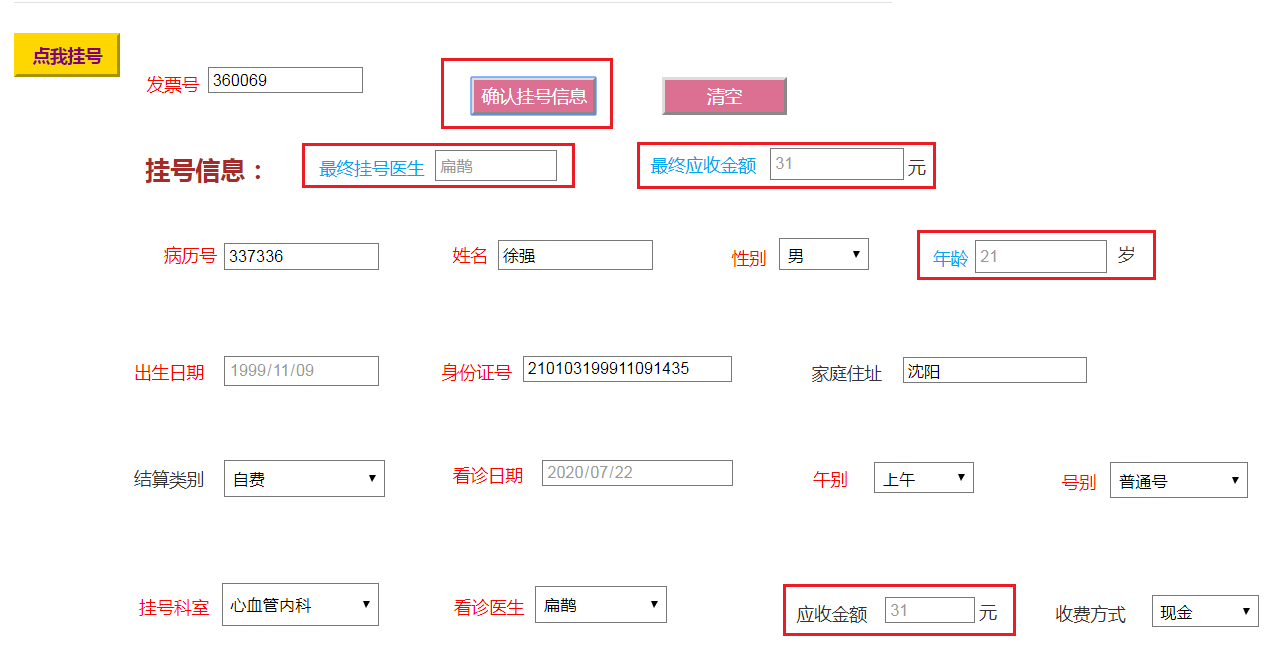 点我挂号
发票号 360069 确认挂号信息 清空
挂号信息： 最终挂号医生 扁鹊 最终应收金额 31 元
病历号 337336 姓名 徐强 性别 男 年龄 21 岁
出生日期 1999/11/09 身份证号 210103199911091435 家庭住址 沈阳
结算类别 自费 看诊日期 2020/07/22 午别 上午 号别 普通号
挂号科室 心血管内科 看诊医生 扁鹊 应收金额 31 元 收费方式 现金